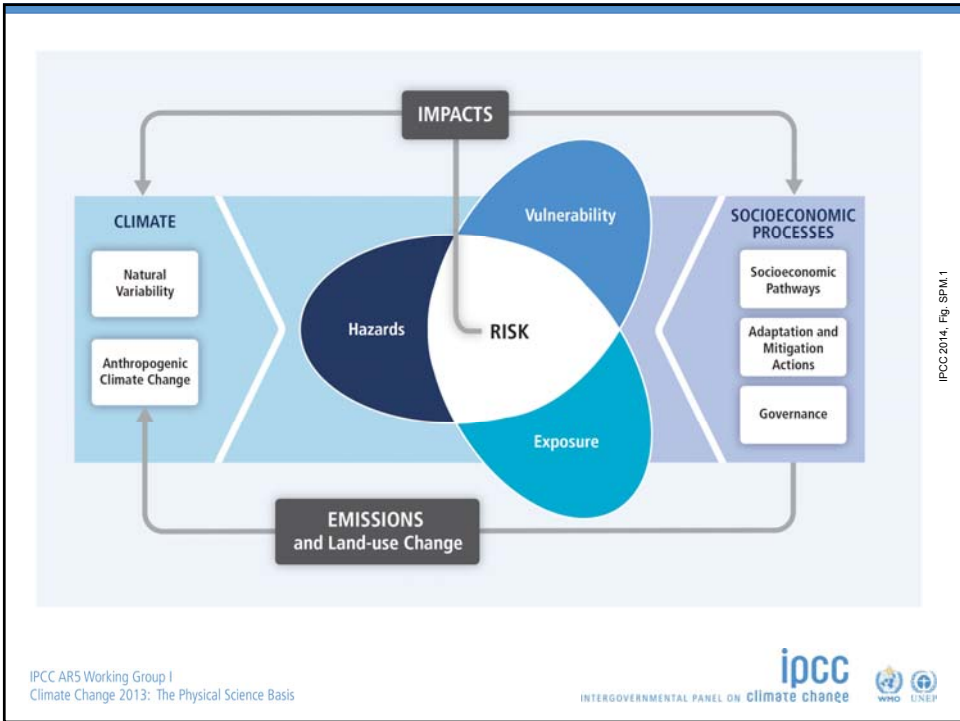 IMPACTS
CLIMATE
Natural
Variability
Anthropogenic
Climate Change
Hazards
Vulnerability
RISK
Exposure
SOCIOECONOMIC
PROCESSES
Socioeconomic
Pathways
Adaptation and
Mitigation
Actions
Governance
EMISSIONS
and Land-use Change
IPCC 2014, Fig. SPM.1
IPCC AR5 Working Group I
Climate Change 2013: The Physical Science Basis
ipcc
INTERGOVERNMENTAL PANEL ON climate change
WMO
UNEP